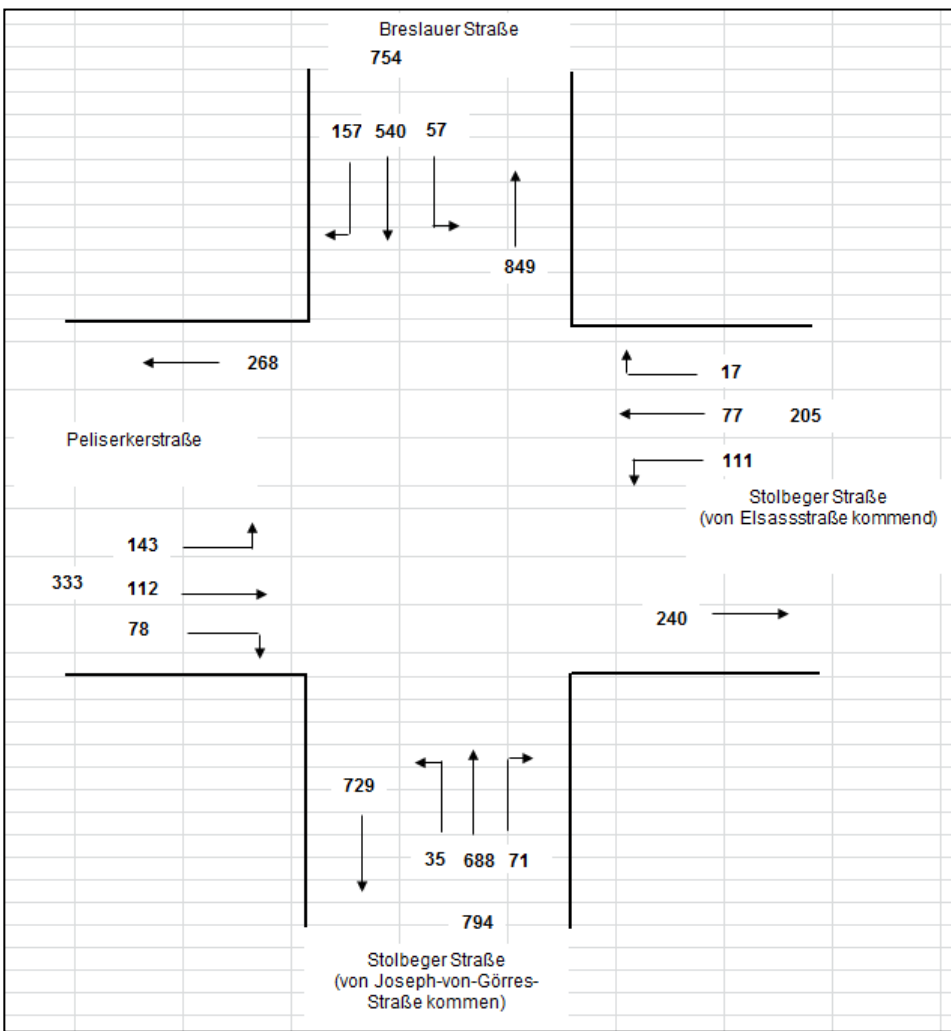 Breslauer Straße
754
157 540 57
849
268
17
77 205
111
Peliserkerstraße
Stolbeger Straße
(von Elsassstraße kommend)
143
333 112
78
240
729
35 688 71
794
Stolbeger Straße
(von Joseph-von-Görres-
Straße kommen)